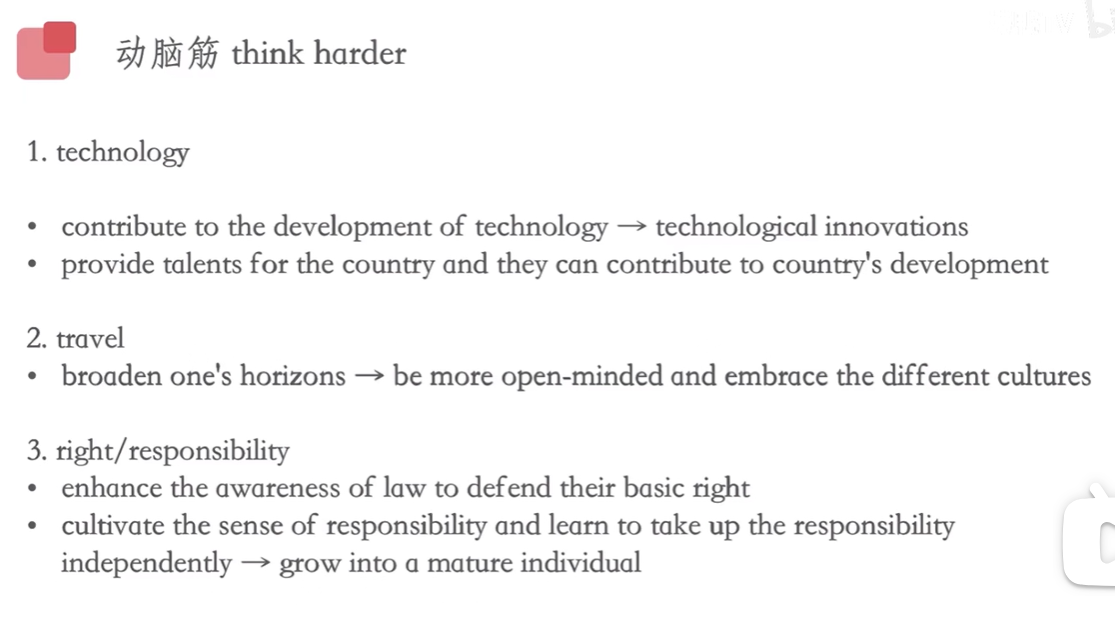 动脑筋 think harder
1. technology
• contribute to the development of technology → technological innovations
• provide talents for the country and they can contribute to country's development
2. travel
• broaden one's horizons → be more open-minded and embrace the different cultures
3. right/responsibility
• enhance the awareness of law to defend their basic right
• cultivate the sense of responsibility and learn to take up the responsibility
independently → grow into a mature individual